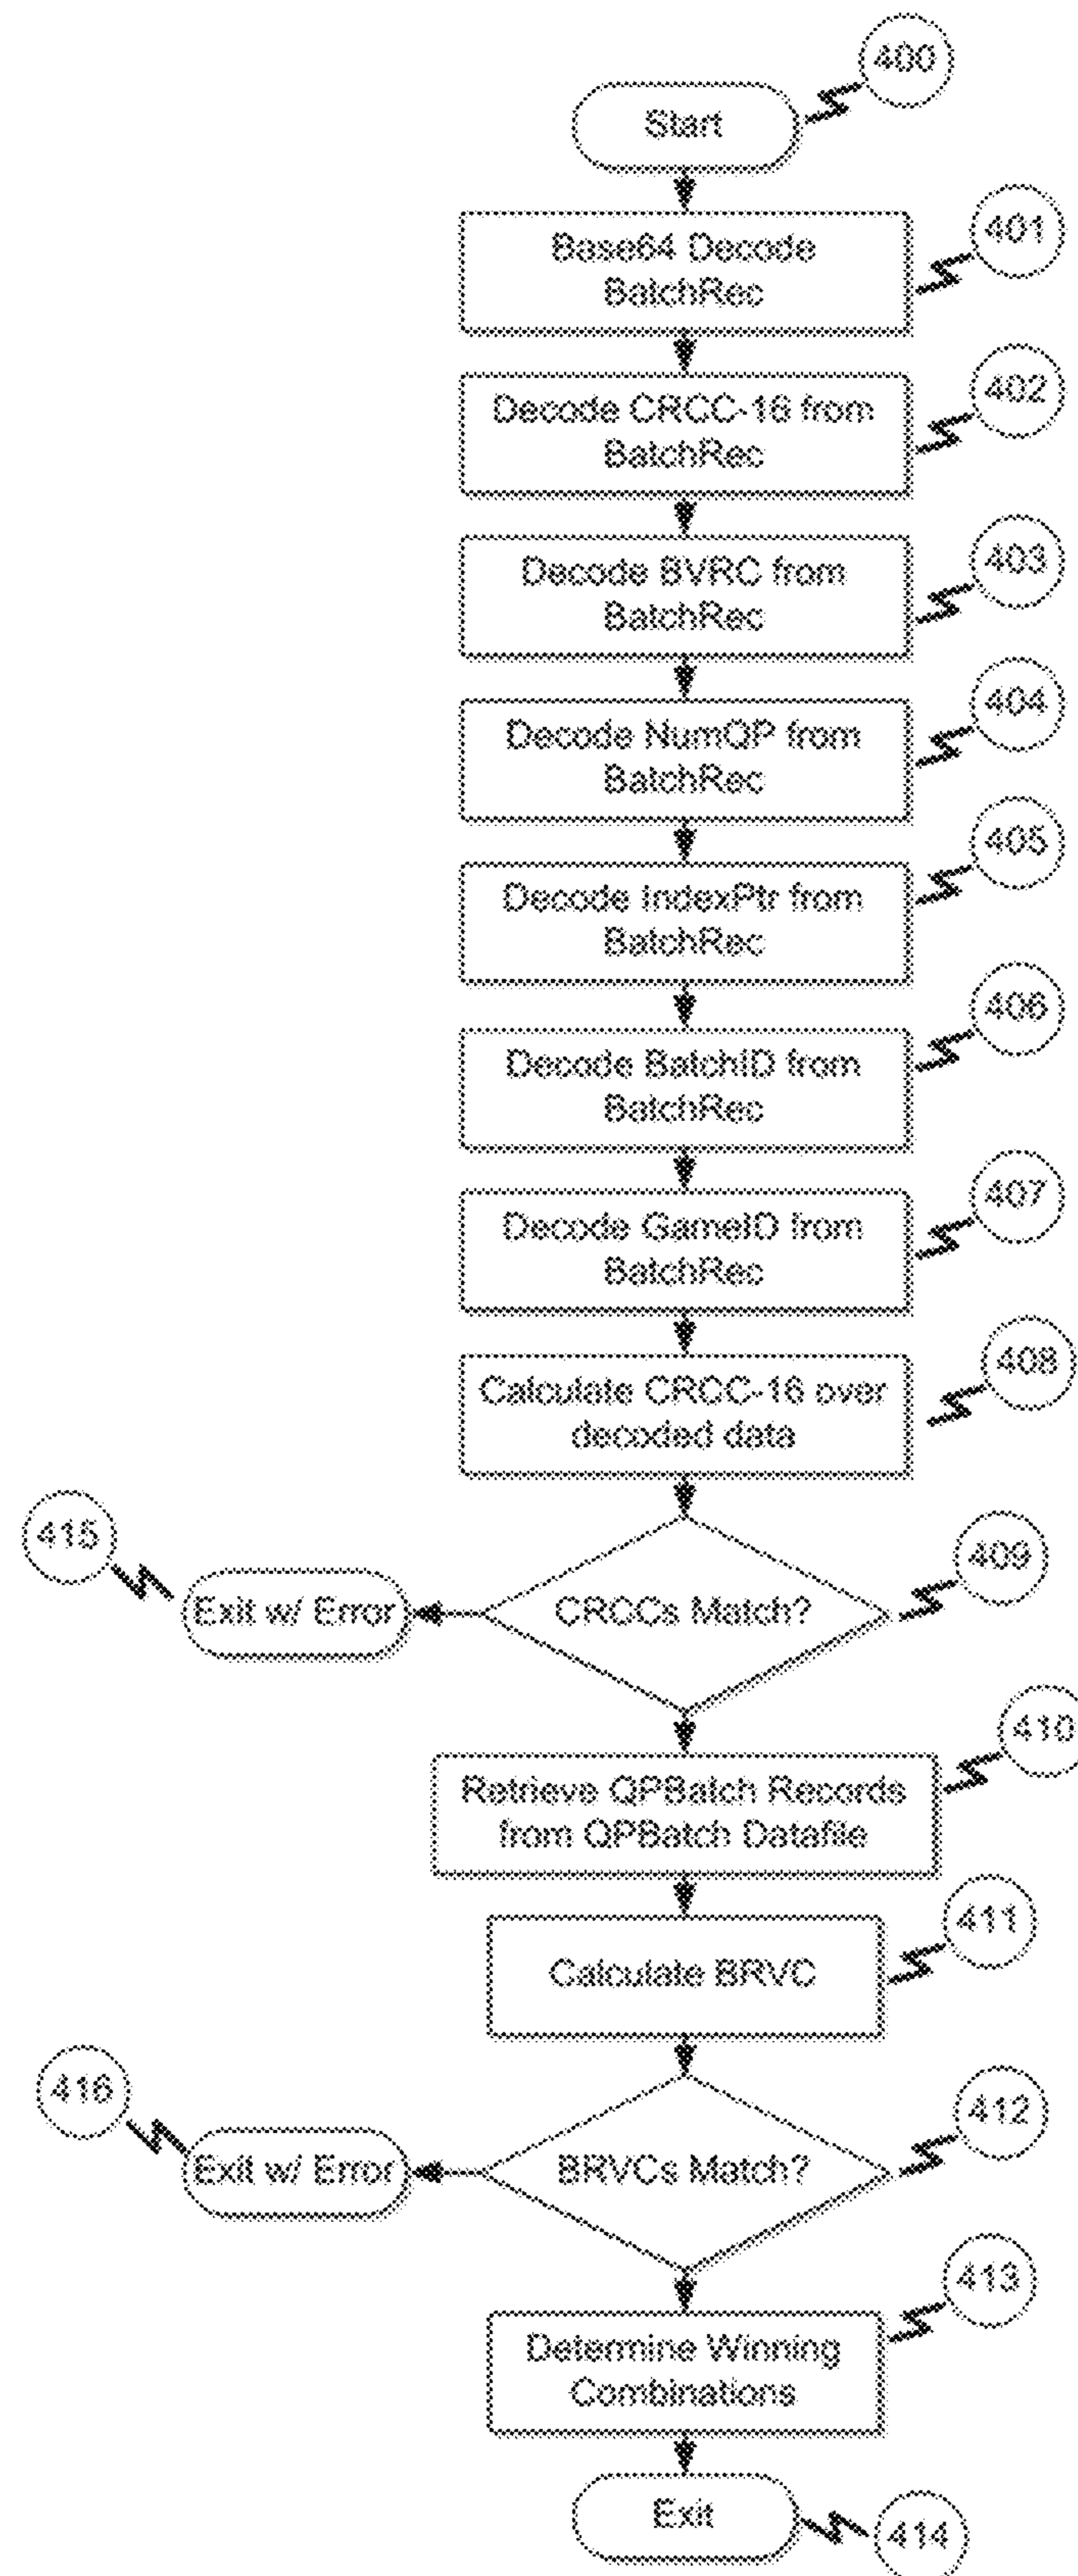 400
Start
401
Base64 Decode
BatchRec
402
Decode CRCC-16 from
BatchRec
403
Decode BVRC from
BatchRec
404
Decode NumQP from
BatchRec
405
Decode IndexPtr from
BatchRec
406
Decode BatchID from
BatchRec
407
Decode GameID from
BatchRec
408
Calculate CRCC-16 over
decoded data
415
409
Exit w/ Error
CRCCs Match?
410
Retrieve QPBatch Records
from QPBatch Datafile
411
Calculate BRVC
416
412
Exit w/ Error
BRVCs Match?
413
Determine Winning
Combinations
Exit
414